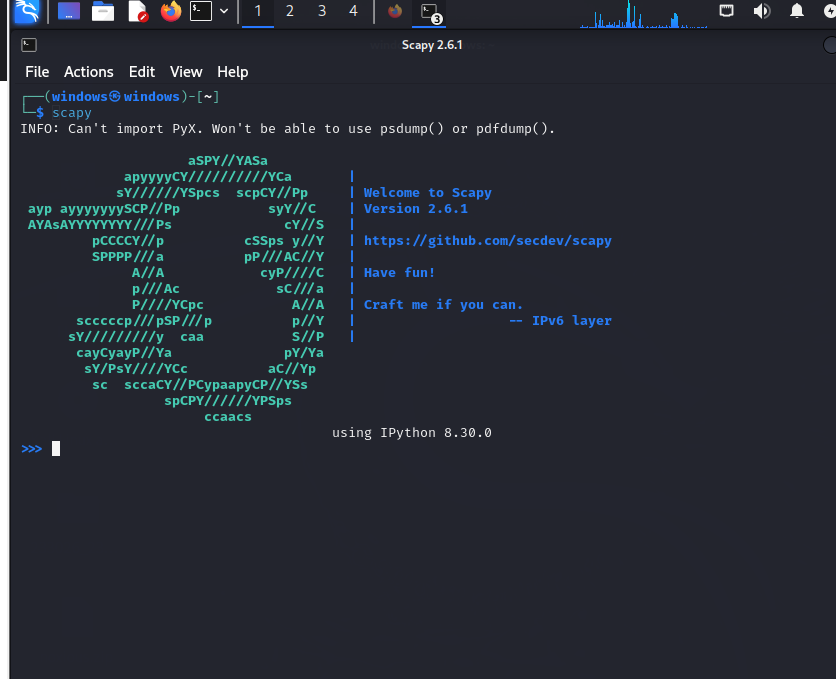 1 2 3 4 3
Scapy 2.6.1
File Actions Edit View Help
┌──(windows㉿windows)-[~]
└─$ scapy
INFO: Can't import PyX. Won't be able to use psdump() or pdfdump().
aSPY//YASa
apyyyyCY//////////YCa |
sY//////YSpcs scpCY//Pp | Welcome to Scapy
ayp ayyyyyyySCP//Pp syY//C | Version 2.6.1
AYAsAYYYYYYYY///Ps cY//S |
pCCCCY//p cSSps y//Y | https://github.com/secdev/scapy
SPPPP///a pP///AC//Y |
A//A cyP////C | Have fun!
p///Ac sC///a |
P////YCpc A//A | Craft me if you can.
scccccp///pSP///p p//Y | -- IPv6 layer
sY/////////y caa S//P |
cayCyayP//Ya pY/Ya
sY/PsY////YCc aC//Yp
sc sccaCY//PCypaapyCP//YSs
spCPY//////YPSps
ccaacs
using IPython 8.30.0
>>>